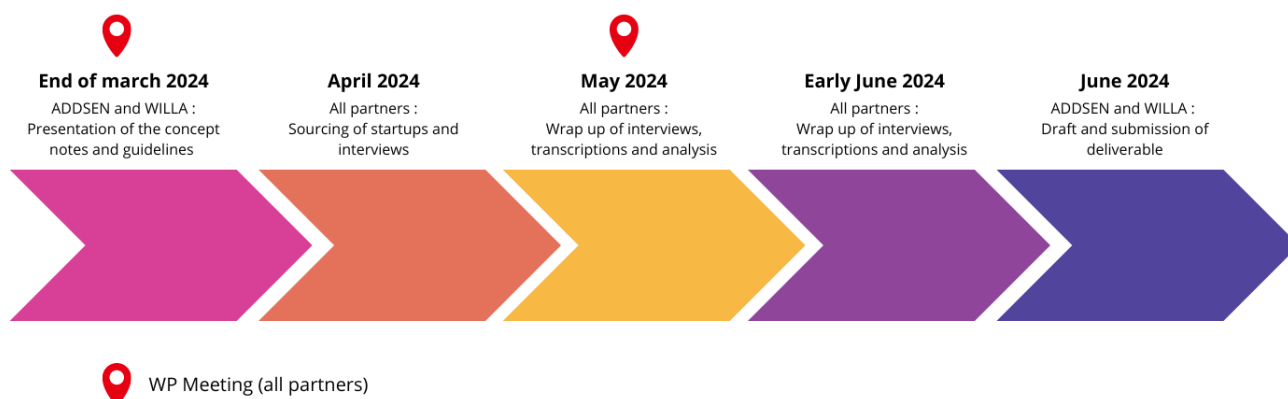 End of march 2024
ADDSEN and WILLA :
Presentation of the concept
notes and guidelines
April 2024
All partners :
Sourcing of startups and
interviews
May 2024
All partners :
Wrap up of interviews,
transcriptions and analysis
Early June 2024
All partners :
Wrap up of interviews,
transcriptions and analysis
June 2024
ADDSEN and WILLA :
Draft and submission of
deliverable
WP Meeting (all partners)